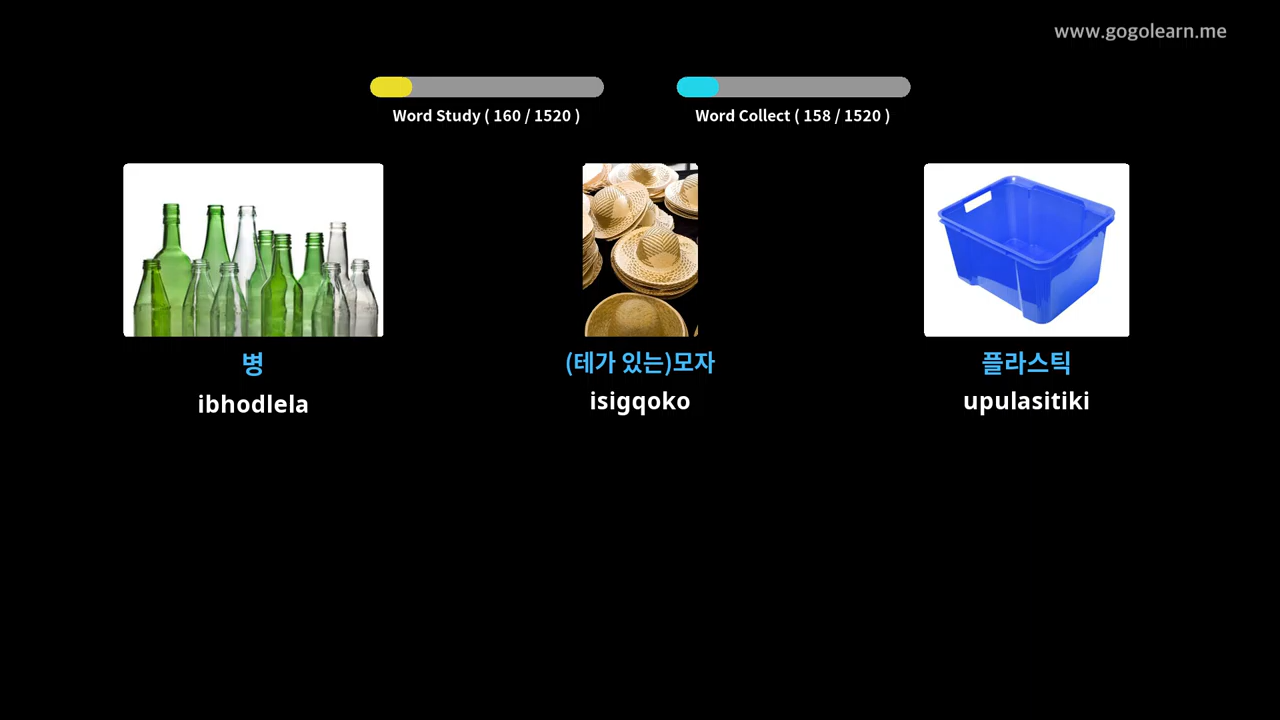 www.gogolearn.me
Word Study ( 160 / 1520 )
Word Collect ( 158 / 1520 )
병
ibhodlela
(테가 있는)모자
isigqoko
플라스틱
upulasitiki